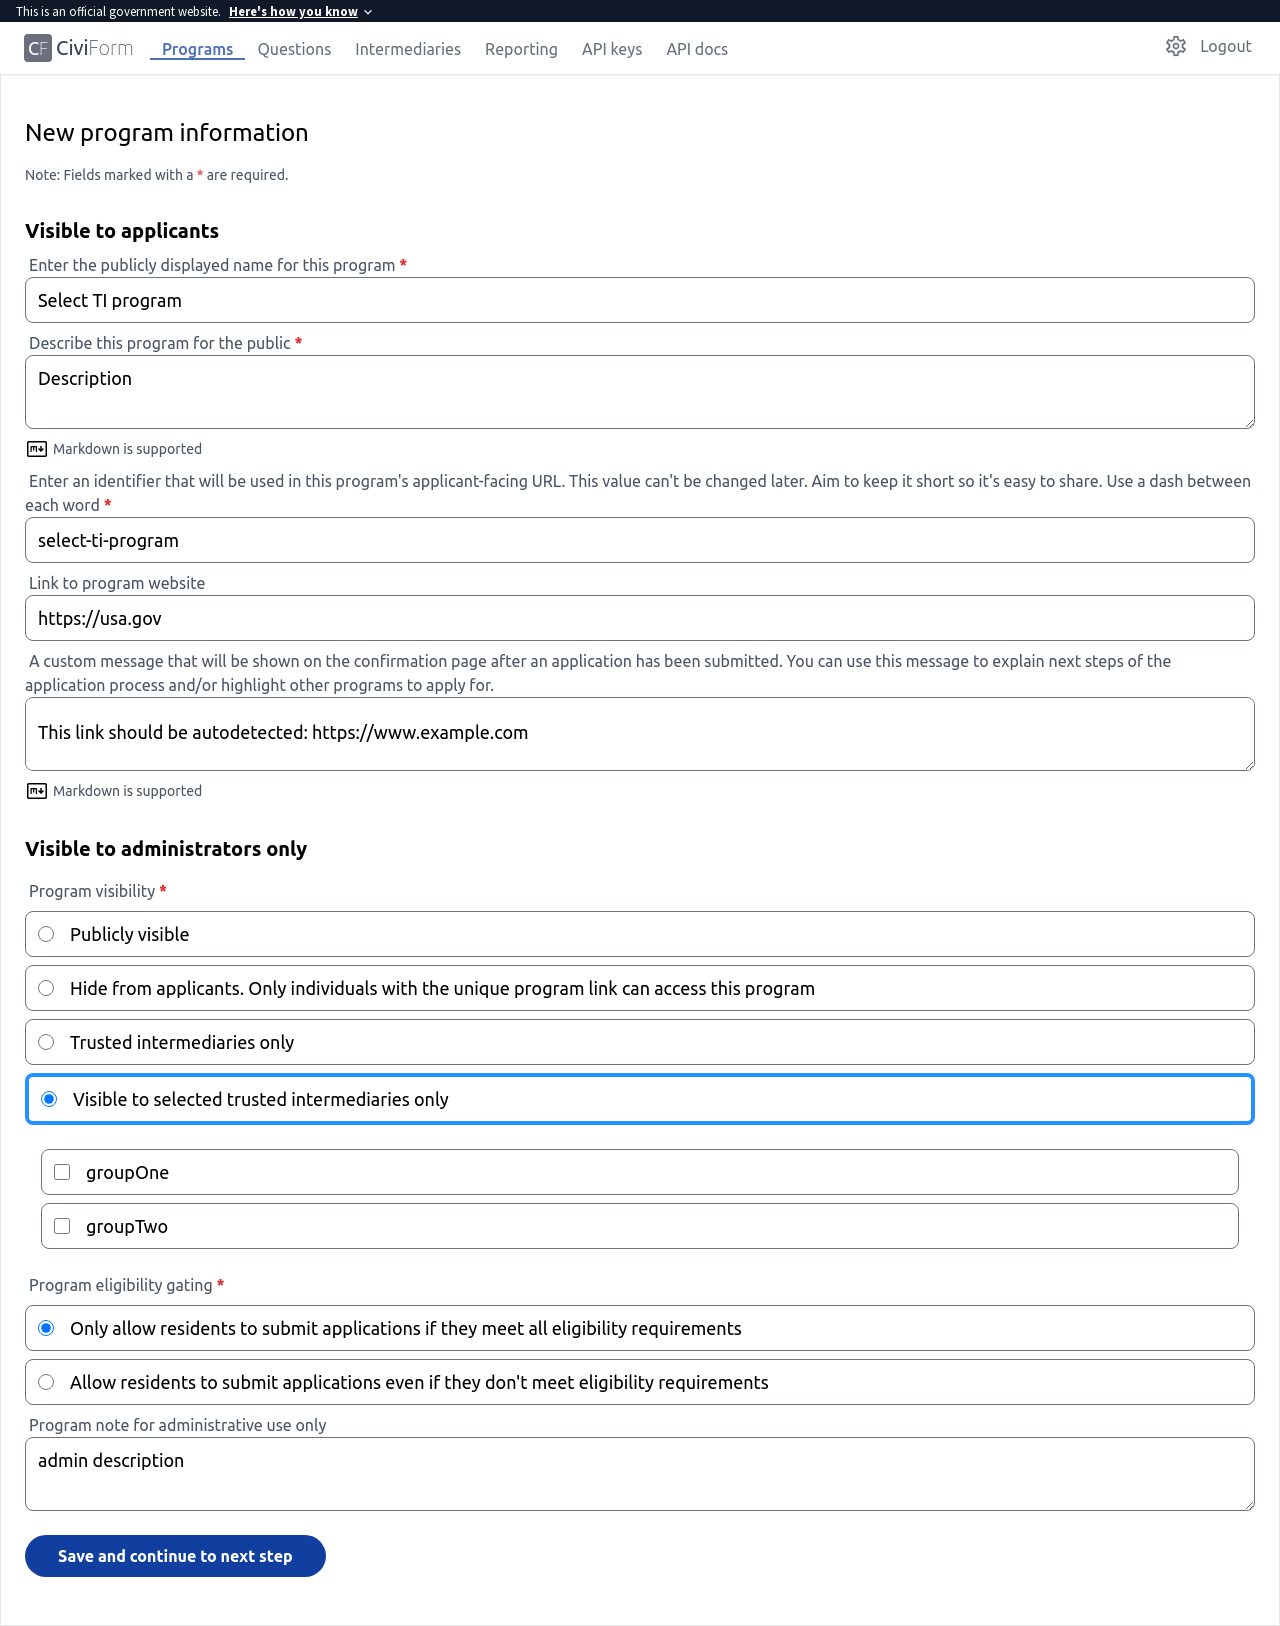 This is an official government website. Here's how you know
CF CiviForm Programs Questions Intermediaries Reporting API keys API docs Logout
New program information
Note: Fields marked with a * are required.
Visible to applicants
Enter the publicly displayed name for this program *
Select TI program
Describe this program for the public *
Description
Markdown is supported
Enter an identifier that will be used in this program's applicant-facing URL. This value can't be changed later. Aim to keep it short so it's easy to share. Use a dash between
each word *
select-ti-program
Link to program website
https://usa.gov
A custom message that will be shown on the confirmation page after an application has been submitted. You can use this message to explain next steps of the
application process and/or highlight other programs to apply for.
This link should be autodetected: https://www.example.com
Markdown is supported
Visible to administrators only
Program visibility *
Publicly visible
Hide from applicants. Only individuals with the unique program link can access this program
Trusted intermediaries only
Visible to selected trusted intermediaries only
groupOne
groupTwo
Program eligibility gating *
Only allow residents to submit applications if they meet all eligibility requirements
Allow residents to submit applications even if they don't meet eligibility requirements
Program note for administrative use only
admin description
Save and continue to next step